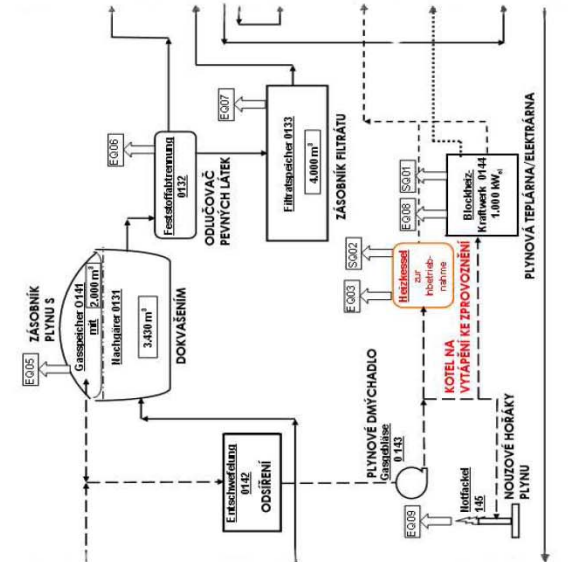 EQ05
ZÁSOBNÍK
PLYNU S
Gasspeicher 0141
mit
2.000 m³
Nachgärer 0131
3.430 m³
DOKVAŠENÍM
EQ06
Feststoffabtrennung
0132
ODLUČOVAČ
PEVNÝCH LÁTEK
EQ07
Filtratspeicher 0133
4.000 m³
ZÁSOBNÍK FILTRÁTU
Entschwefelung
0142
ODSÍŘENÍ
PLYNOVÉ DMÝCHADLO
Gasgebläse
0 143
EQ09
Notfackel
145
NOUZOVÉ HOŘÁKY
PLYNU
EQ03
SQ02
Heizkessel
zur
Inbetrieb-
nahme
KOTEL NA
VYTÁPĚNÍ KE ZPROVOZNĚNÍ
EQ08
SQ01
Blockheiz-
Kraftwerk 0144
1.000 kWel
PLYNOVÁ TEPLÁRNA/ELEKTRÁRNA